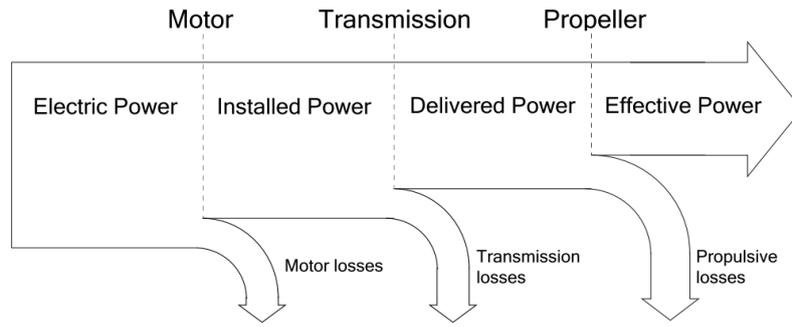 Motor Transmission Propeller
Electric Power Installed Power Delivered Power Effective Power
Motor losses
Transmission
losses
Propulsive
losses